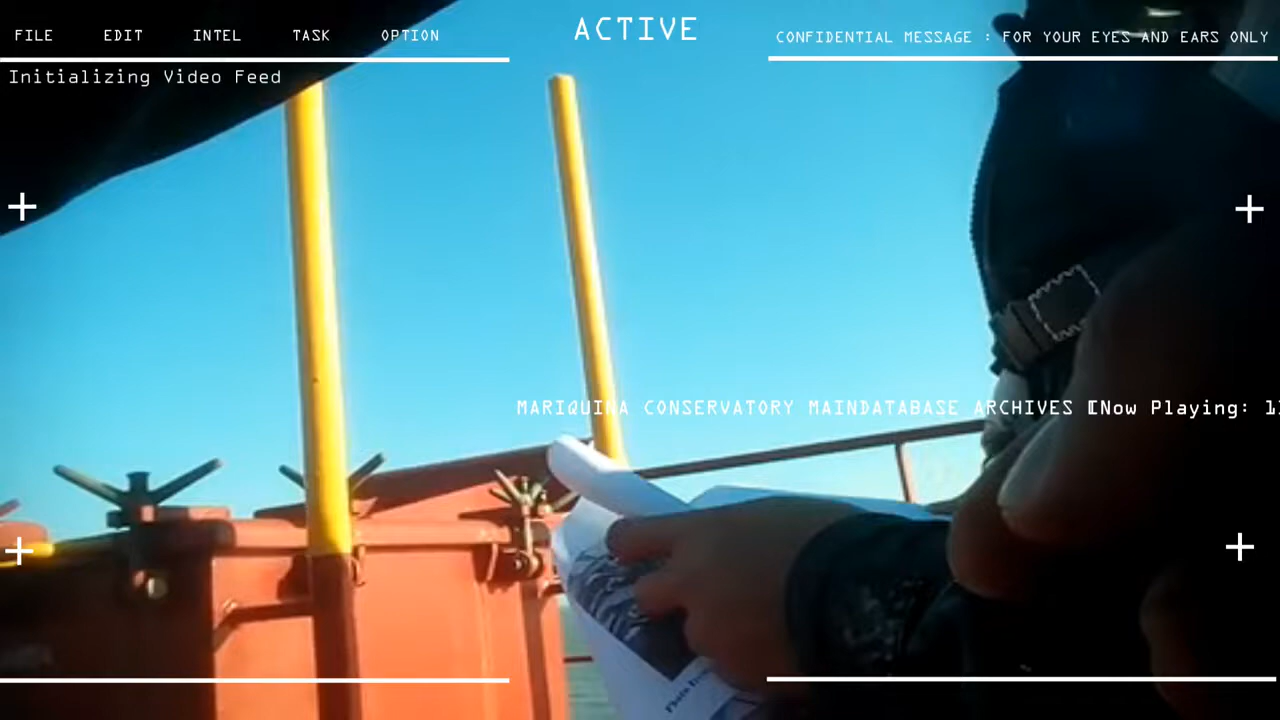 FILE EDIT INTEL TASK OPTION
ACTIVE
CONFIDENTIAL MESSAGE : FOR YOUR EYES AND EARS ONLY
Initializing Video Feed
MARIQUINA CONSERVATORY MAINDATABASE ARCHIVES [Now Playing: